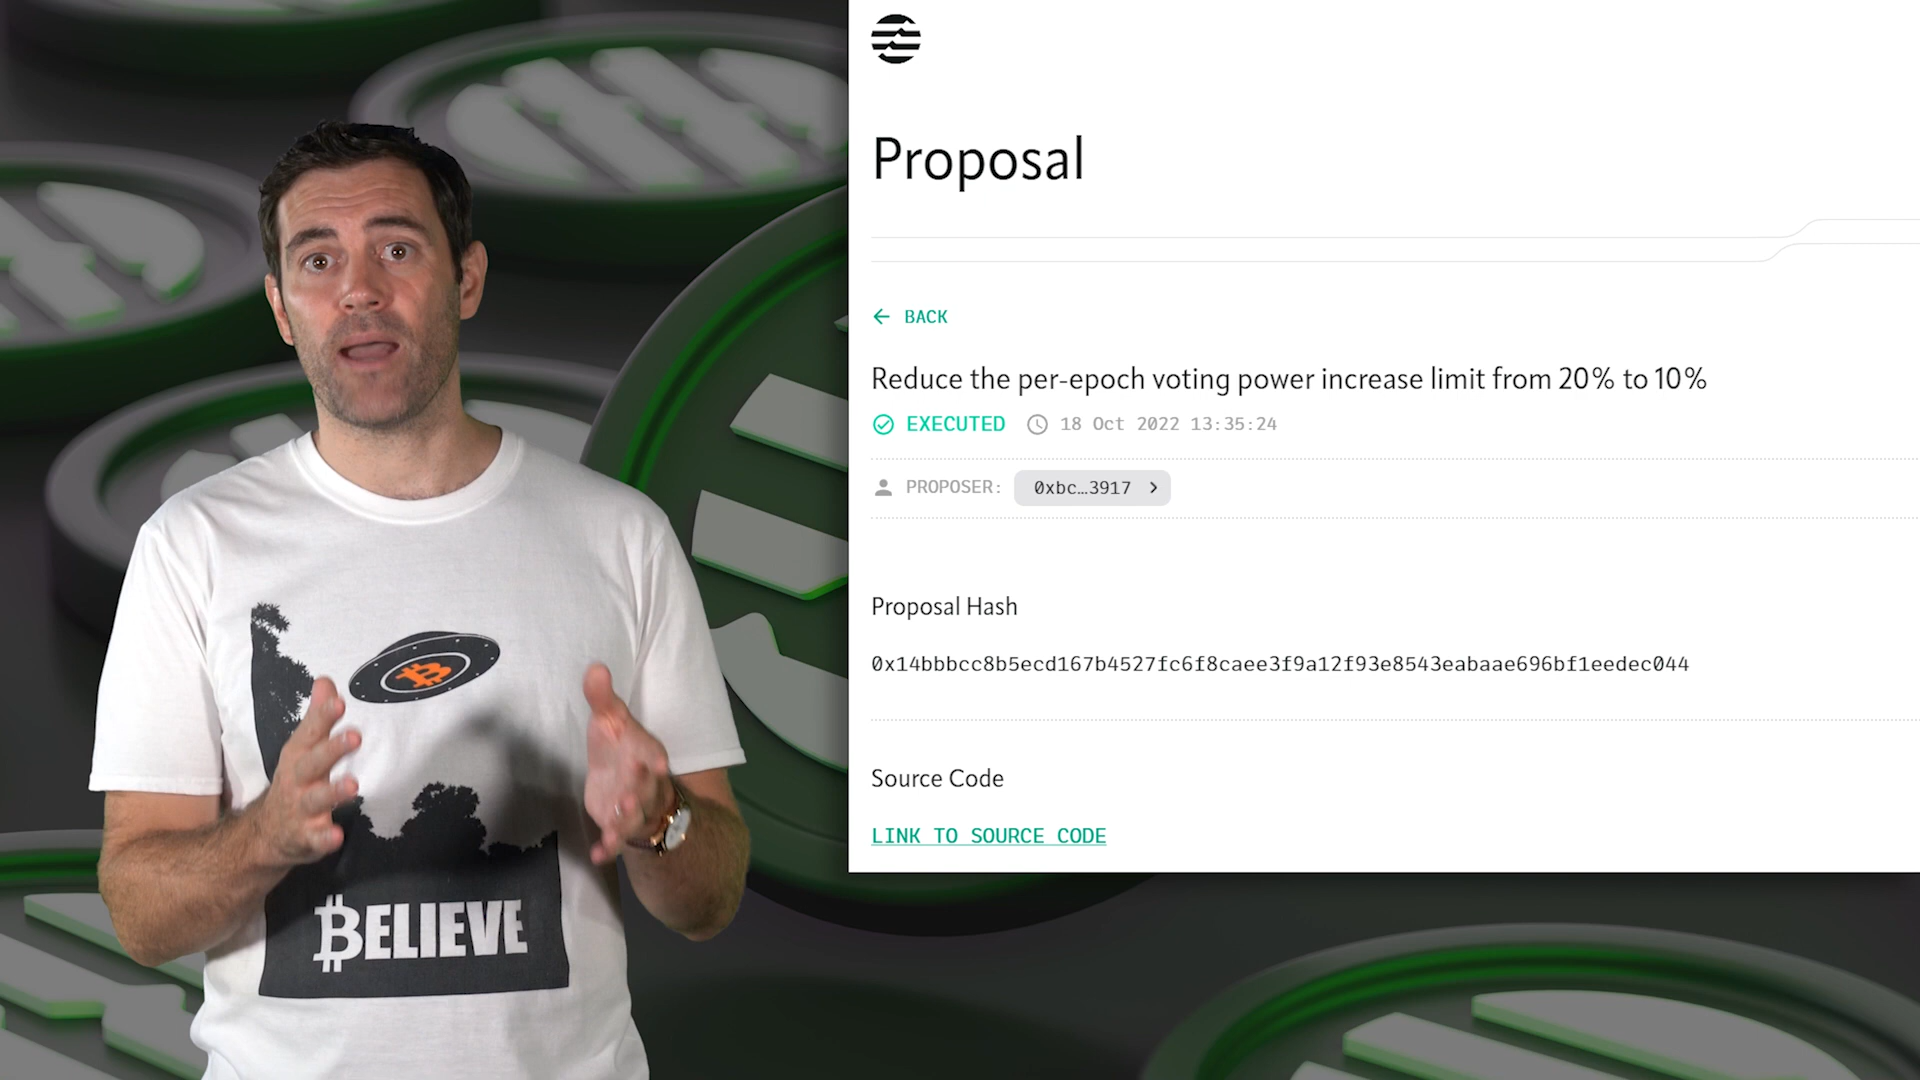 Proposal
BACK
Reduce the per-epoch voting power increase limit from 20% to 10%
EXECUTED 18 Oct 2022 13:35:24
PROPOSER: 0xbc…3917
Proposal Hash
0x14bbbcc8b5ecd167b4527fc6f8caee3f9a12f93e8543eabaae696bf1eedec044
Source Code
LINK TO SOURCE CODE
₿
₿ELIEVE